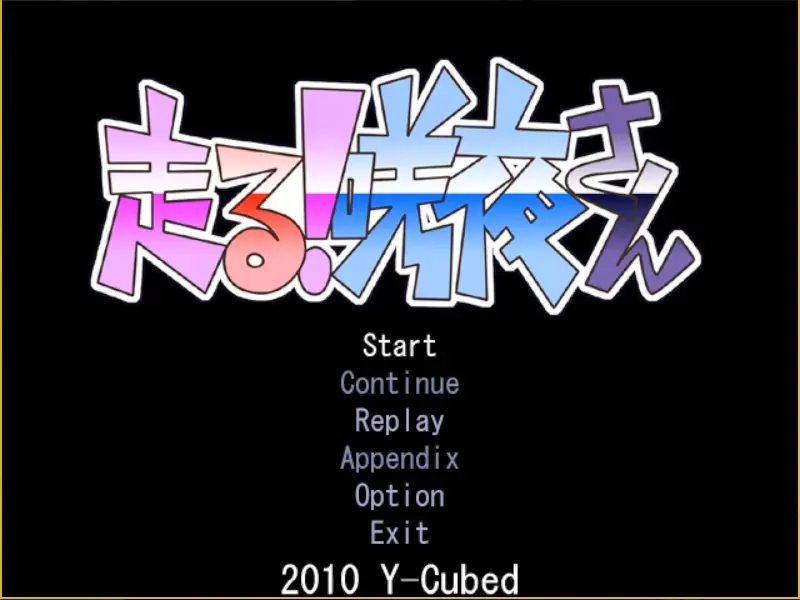 走る!咲夜さん
Start
Continue
Replay
Appendix
Option
Exit
2010 Y-Cubed